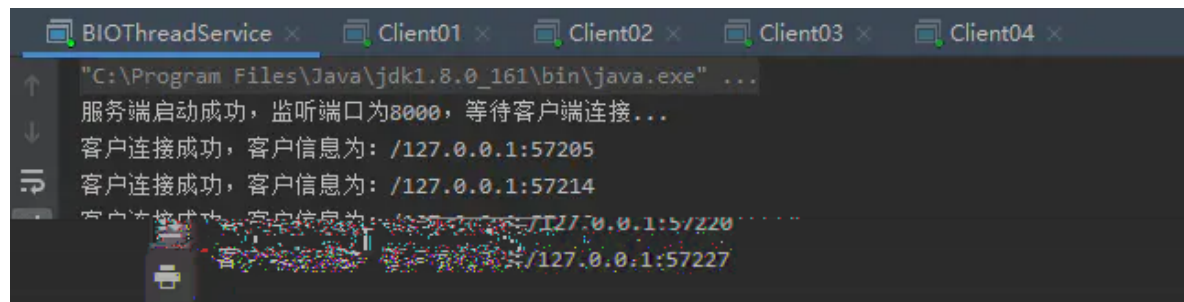 BIOThreadService Client01 Client02 Client03 Client04
"C:\Program Files\Java\jdk1.8.0_161\bin\java.exe" ...
服务端启动成功，监听端口为8000，等待客户端连接...
客户连接成功，客户信息为：/127.0.0.1:57205
客户连接成功，客户信息为：/127.0.0.1:57214
/127.0.0.1:57220
/127.0.0.1:57227